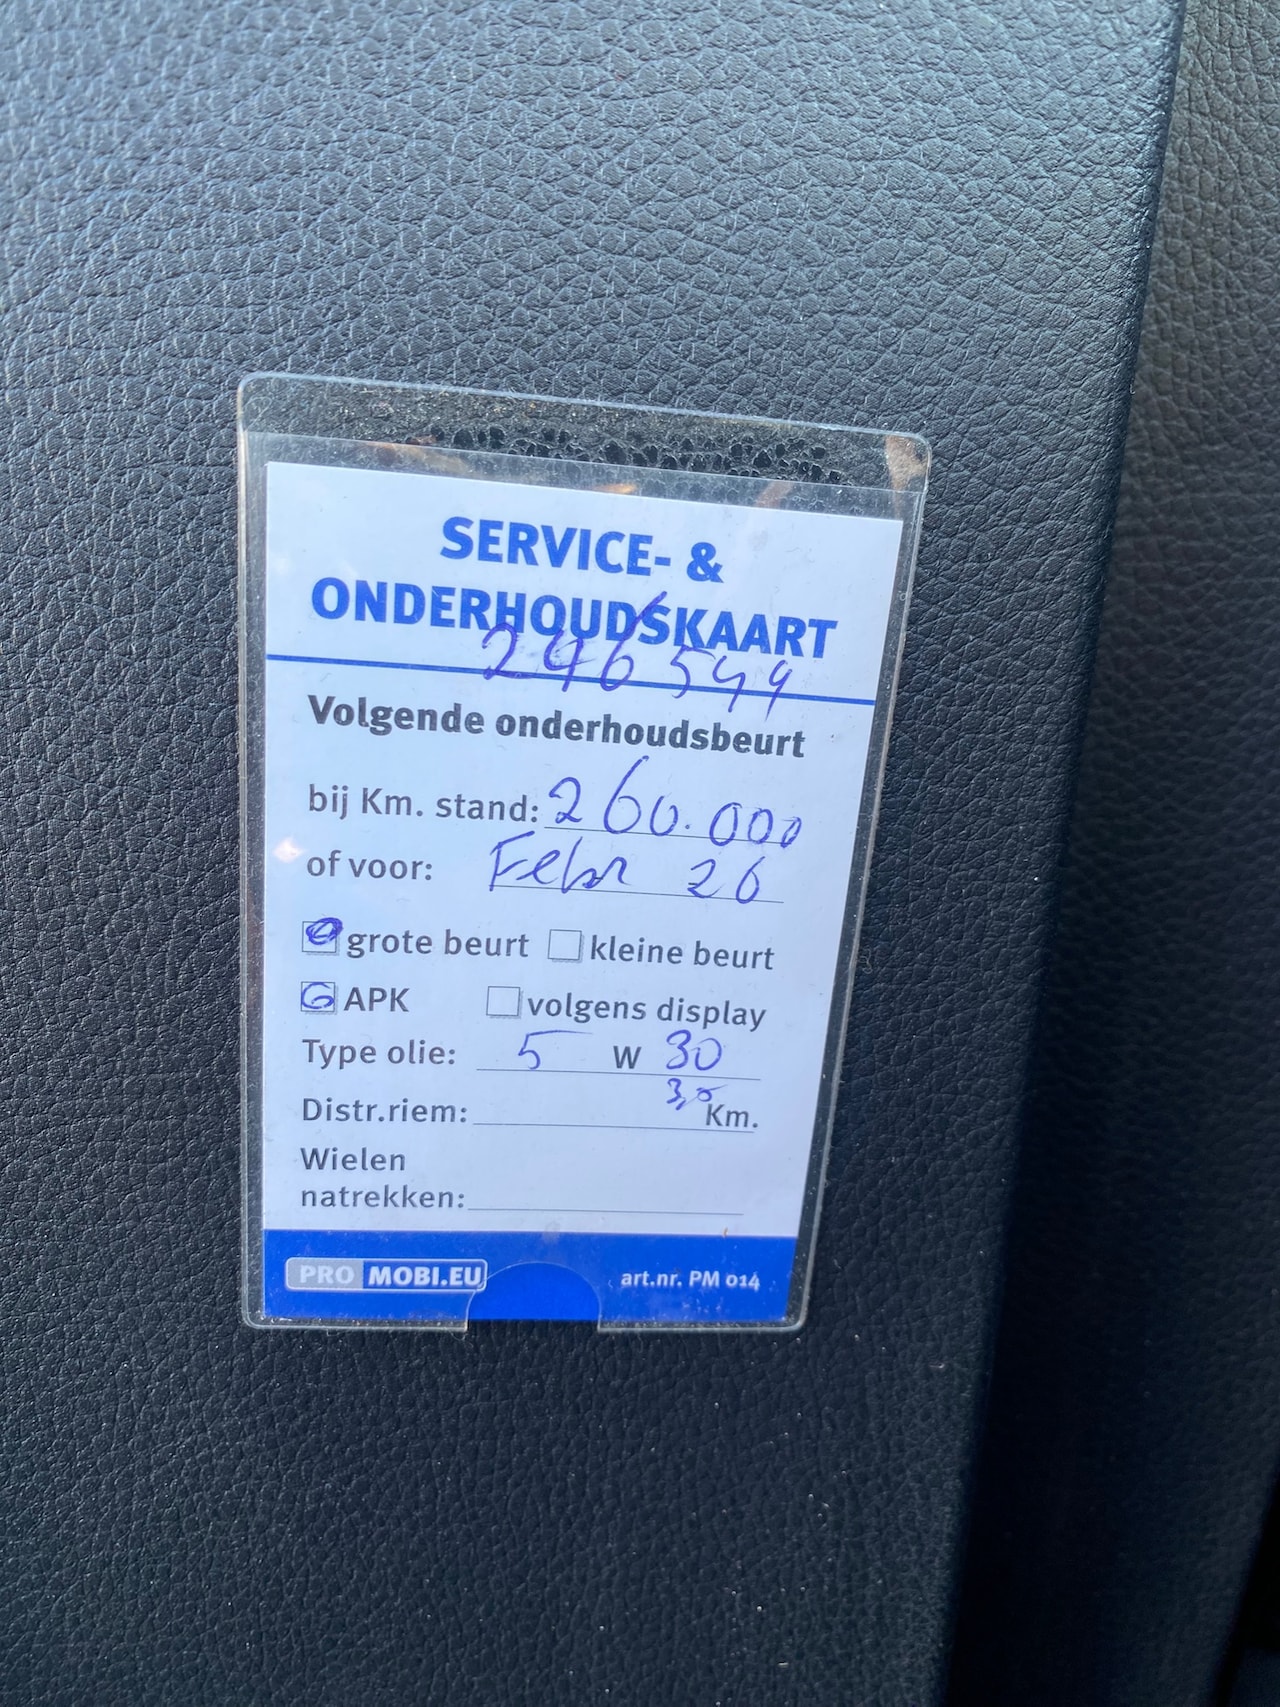 SERVICE- &
ONDERHOUDSKAART
246544
Volgende onderhoudsbeurt
bij Km. stand: 260.000
of voor: Febr 26
grote beurt kleine beurt
APK volgens display
Type olie: 5 W 30
3,5
Distr.riem: Km.
Wielen
natrekken:
PRO MOBI.EU art.nr. PM 014